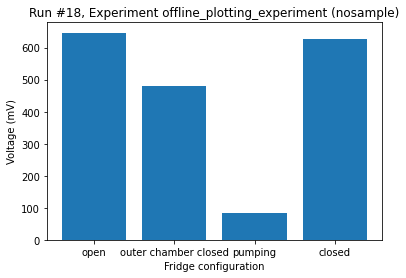 Run #18, Experiment offline_plotting_experiment (nosample)
600
500
400
300
200
100
0
Voltage (mV)
open outer chamber closed pumping closed
Fridge configuration